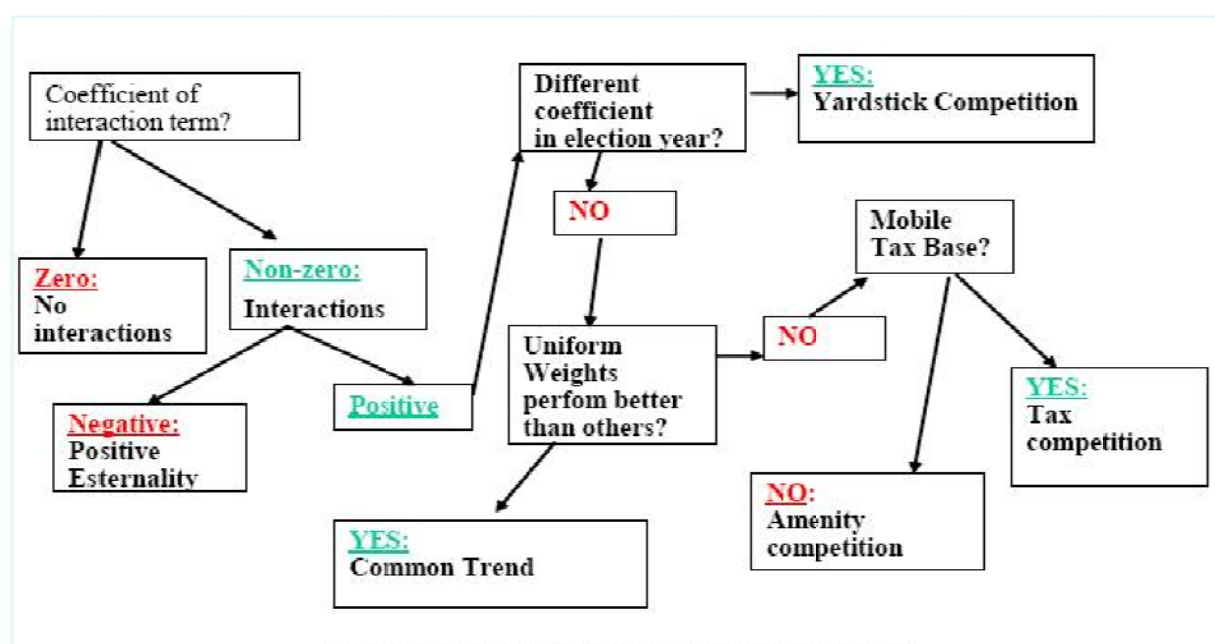 Coefficient of
interaction term?
Zero:
No
interactions
Non-zero:
Interactions
Negative:
Positive
Esternality
Positive
Different
coefficient
in election year?
YES:
Yardstick Competition
NO
Uniform
Weights
perfom better
than others?
YES:
Common Trend
NO
Mobile
Tax Base?
NO:
Amenity
competition
YES:
Tax
competition